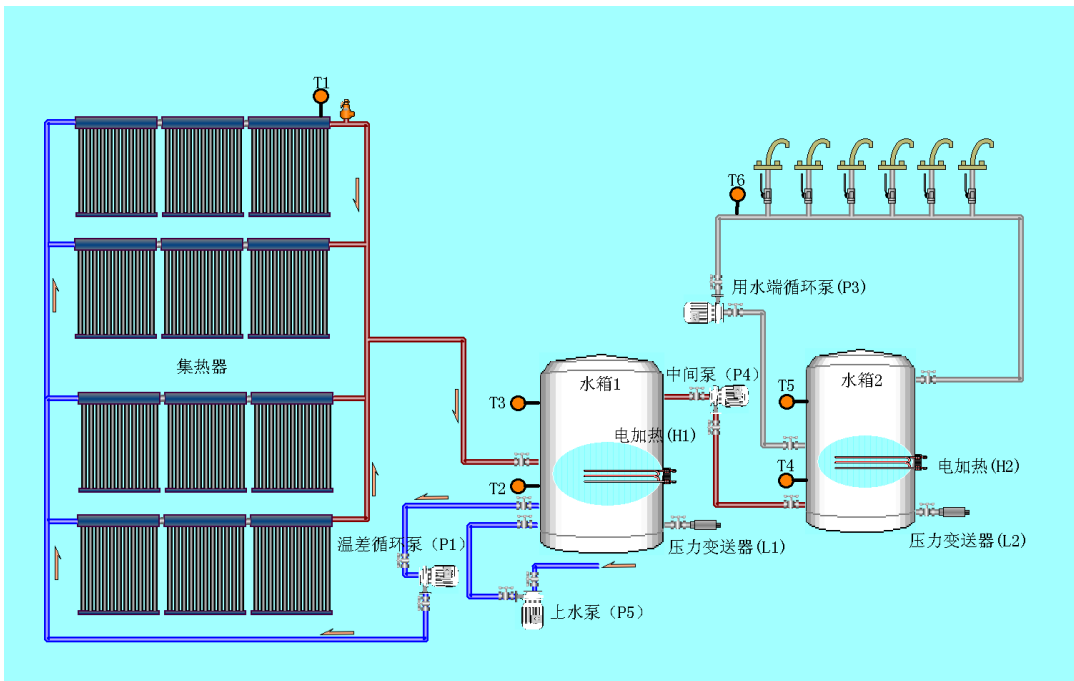 T1
T6
用水端循环泵(P3)
集热器
水箱1
中间泵（P4）
水箱2
T3
T5
电加热(H1)
T2
T4
电加热(H2)
温差循环泵（P1）
压力变送器(L1)
压力变送器(L2)
上水泵（P5）